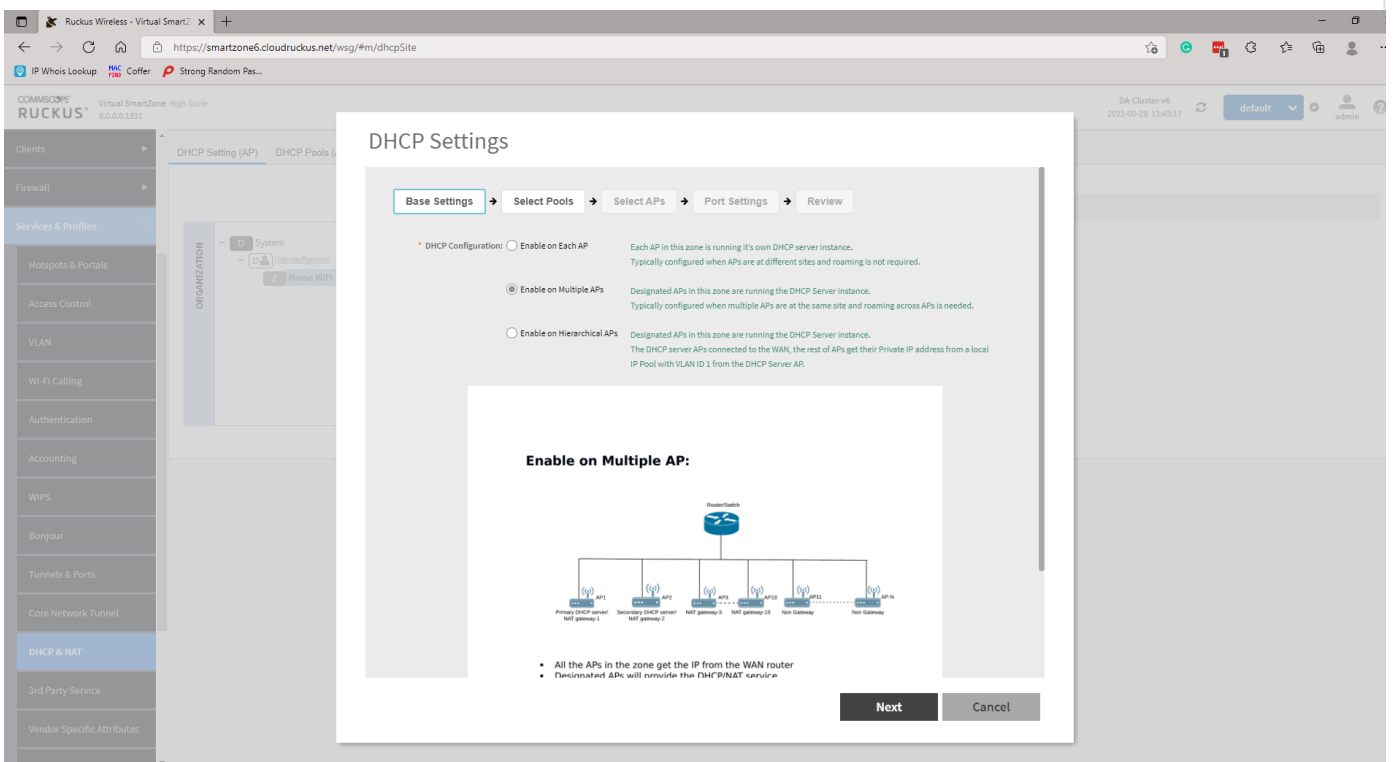 Ruckus Wireless - Virtual SmartZ
https://smartzone6.cloudruckus.net/wsg/#m/dhcpSite
IP Whois Lookup MAC FIND Coffer Strong Random Pas...
COMMSCOPE RUCKUS Virtual SmartZone High Scale
6.0.0.0.1331
DA-Cluster-v6
2021-09-29 13:45:17
default
admin
Clients
Firewall
Services & Profiles
Hotspots & Portals
Access Control
VLAN
Wi-Fi Calling
Authentication
Accounting
WIPS
Bonjour
Tunnels & Ports
Core Network Tunnel
DHCP & NAT
3rd Party Service
Vendor Specific Attributes
DHCP Setting (AP) DHCP Pools (
ORGANIZATION
D System
D
Z Home WiFi
DHCP Settings
Base Settings Select Pools Select APs Port Settings Review
* DHCP Configuration: Enable on Each AP
Each AP in this zone is running it's own DHCP server instance.
Typically configured when APs are at different sites and roaming is not required.
Enable on Multiple APs
Designated APs in this zone are running the DHCP Server instance.
Typically configured when multiple APs are at the same site and roaming across APs is needed.
Enable on Hierarchical APs
Designated APs in this zone are running the DHCP Server instance.
The DHCP server APs connected to the WAN, the rest of APs get their Private IP address from a local
IP Pool with VLAN ID 1 from the DHCP Server AP.
Enable on Multiple AP:
Router/Switch
AP1 AP2 AP3 AP10 AP11 AP-N
Primary DHCP server/ NAT gateway-1
Secondary DHCP server/ NAT gateway-2
NAT gateway-3
NAT gateway-10
Non Gateway
Non Gateway
• All the APs in the zone get the IP from the WAN router
• Designated APs will provide the DHCP/NAT service
Next Cancel